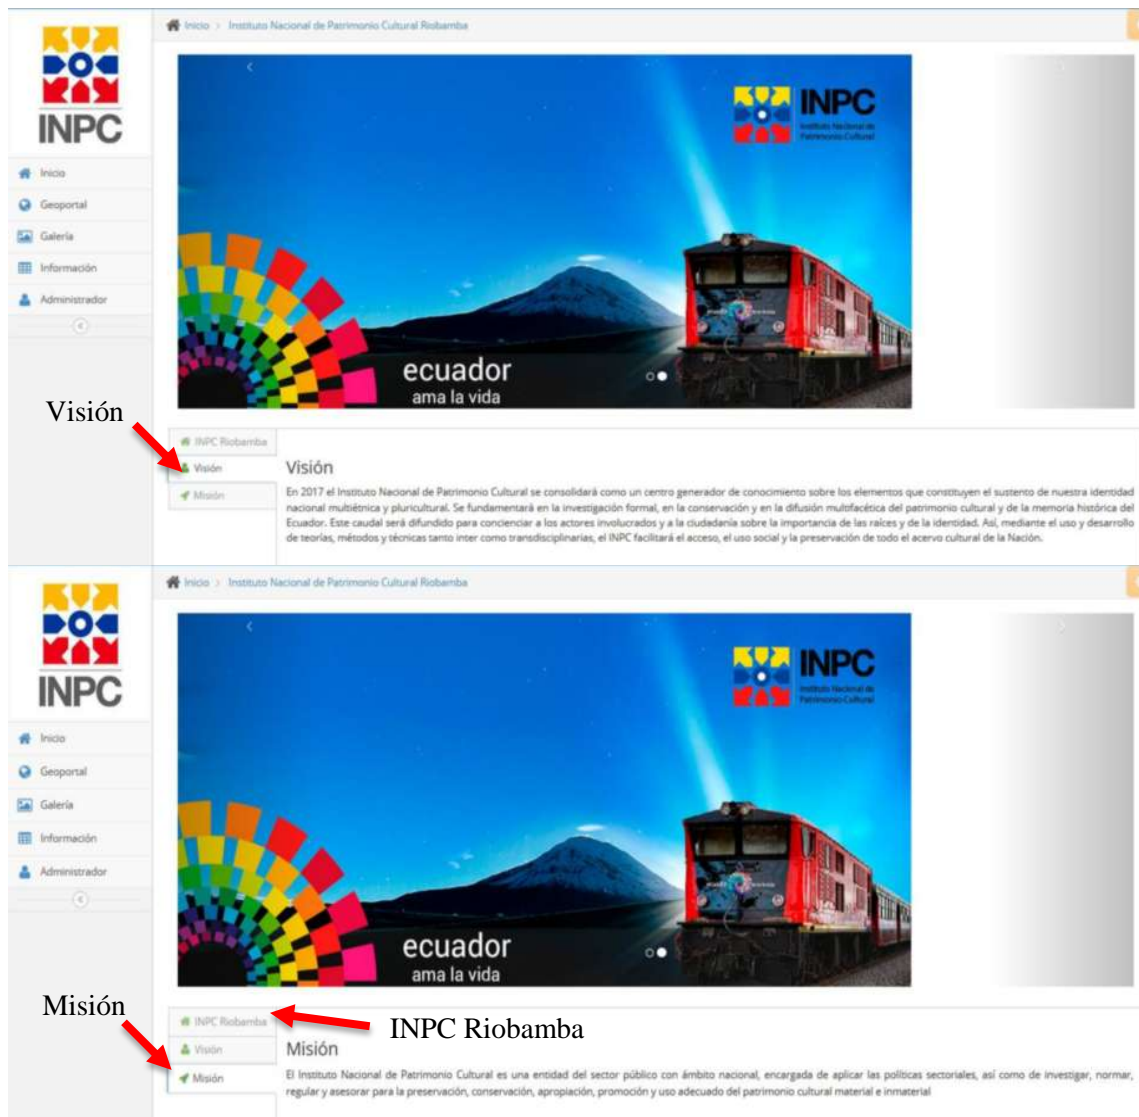 Inicio > Instituto Nacional de Patrimonio Cultural Riobamba
INPC
Inicio
Geoportal
Galería
Información
Administrador
INPC
Instituto Nacional de
Patrimonio Cultural
ecuador
ama la vida
Visión
INPC Riobamba
Visión
Misión
Visión
En 2017 el Instituto Nacional de Patrimonio Cultural se consolidará como un centro generador de conocimiento sobre los elementos que constituyen el sustento de nuestra identidad
nacional multiétnica y pluricultural. Se fundamentará en la investigación formal, en la conservación y en la difusión multifacética del patrimonio cultural y de la memoria histórica del
Ecuador. Este caudal será difundido para concienciar a los actores involucrados y a la ciudadanía sobre la importancia de las raíces y de la identidad. Así, mediante el uso y desarrollo
de teorías, métodos y técnicas tanto inter como transdisciplinarias, el INPC facilitará el acceso, el uso social y la preservación de todo el acervo cultural de la Nación.
Inicio > Instituto Nacional de Patrimonio Cultural Riobamba
INPC
Inicio
Geoportal
Galería
Información
Administrador
INPC
Instituto Nacional de
Patrimonio Cultural
ecuador
ama la vida
Misión
INPC Riobamba
INPC Riobamba
Visión
Misión
Misión
El Instituto Nacional de Patrimonio Cultural es una entidad del sector público con ámbito nacional, encargada de aplicar las políticas sectoriales, así como de investigar, normar,
regular y asesorar para la preservación, conservación, apropiación, promoción y uso adecuado del patrimonio cultural material e inmaterial